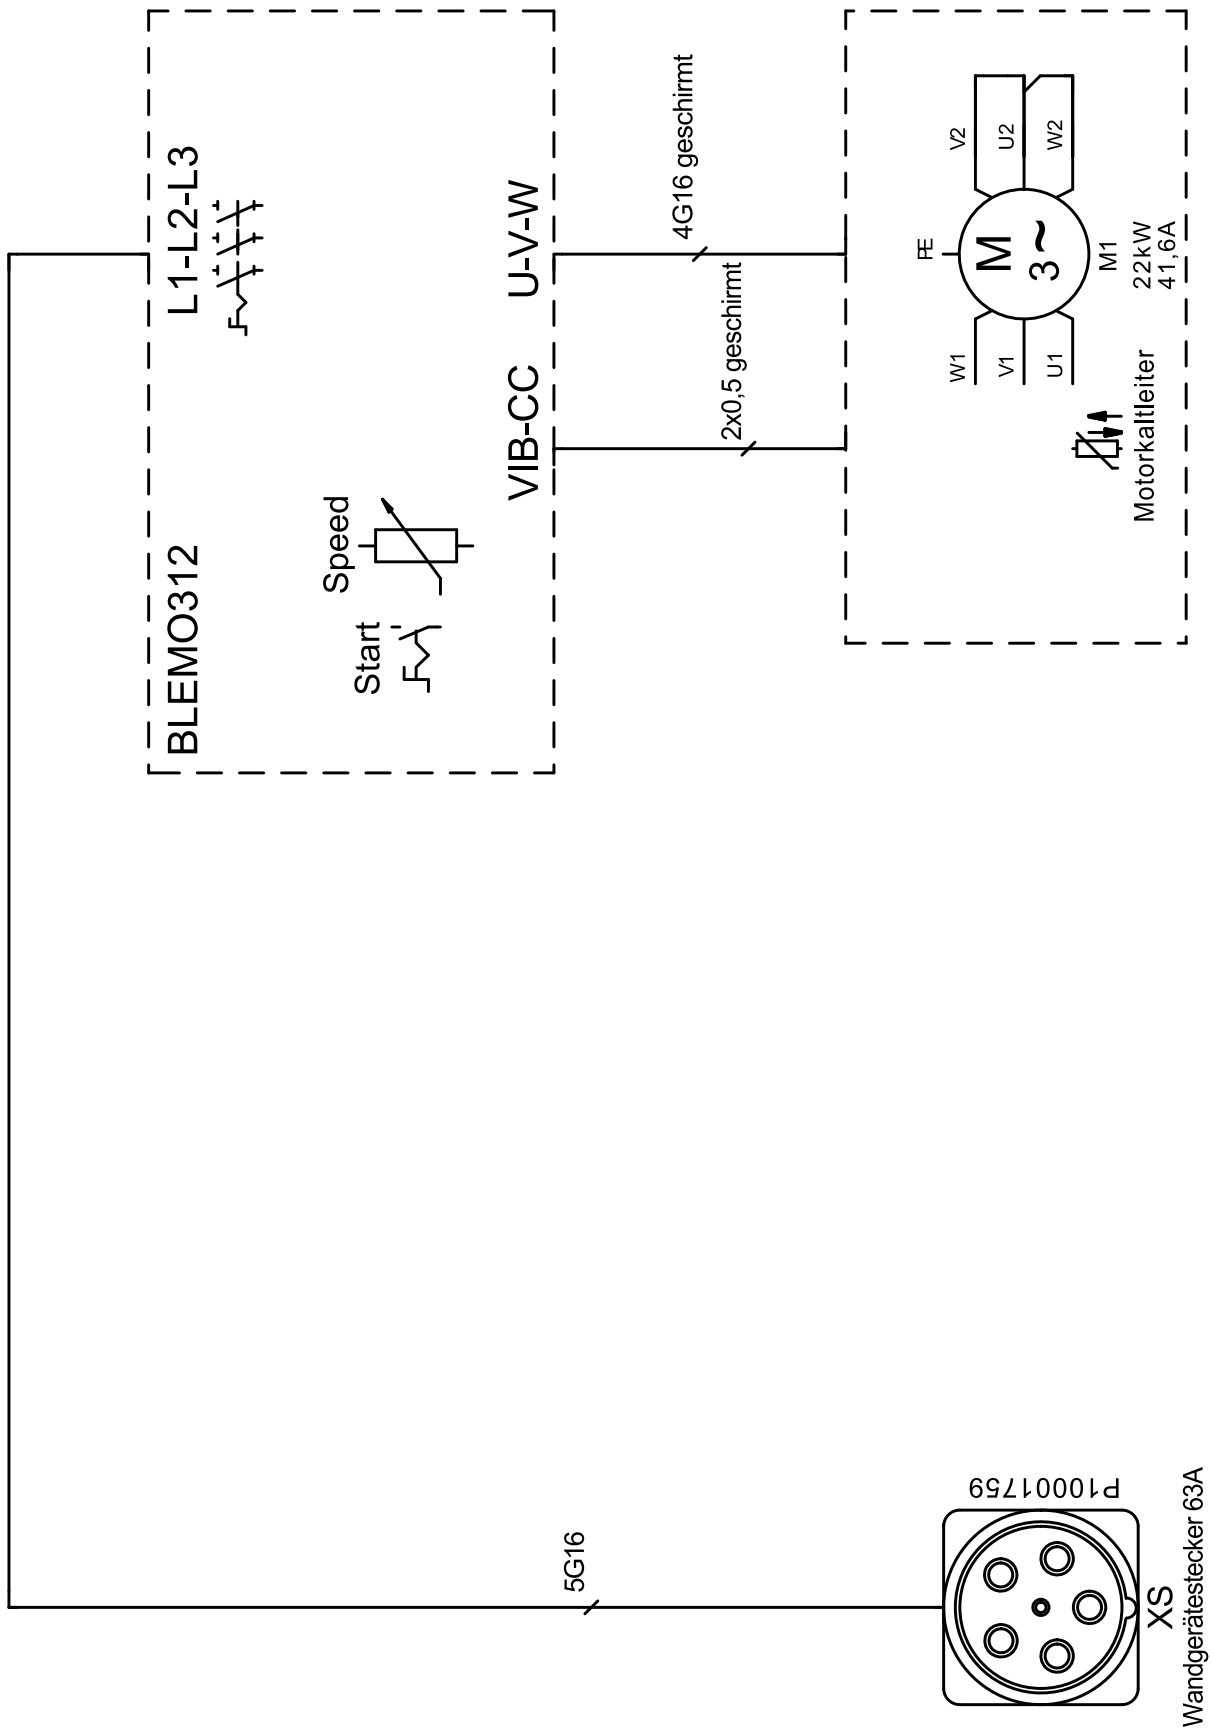 L1-L2-L3
BLEMO312
Speed
Start
U-V-W
VIB-CC
4G16 geschirmt
2x0,5 geschirmt
PE
V2
U2
W2
M
3~
W1
V1
U1
M1
22kW
41,6A
Motorkaltleiter
5G16
P10001759
XS
Wandgerätestecker 63A